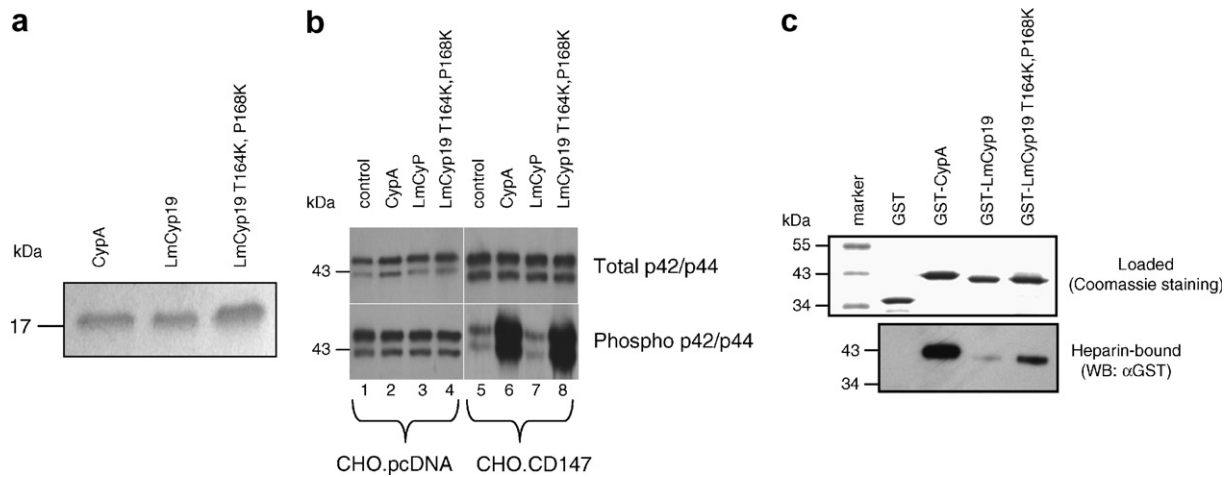 a
kDa
CypA
LmCyp19
LmCyp19 T164K, P168K
17
b
kDa
control
CypA
LmCyP
LmCyp19 T164K,P168K
control
CypA
LmCyP
LmCyp19 T164K,P168K
43
Total p42/p44
43
Phospho p42/p44
1 2 3 4 5 6 7 8
CHO.pcDNA CHO.CD147
c
kDa
marker
GST
GST-CypA
GST-LmCyp19
GST-LmCyp19 T164K,P168K
55
43
34
Loaded
(Coomassie staining)
43
34
Heparin-bound
(WB: αGST)